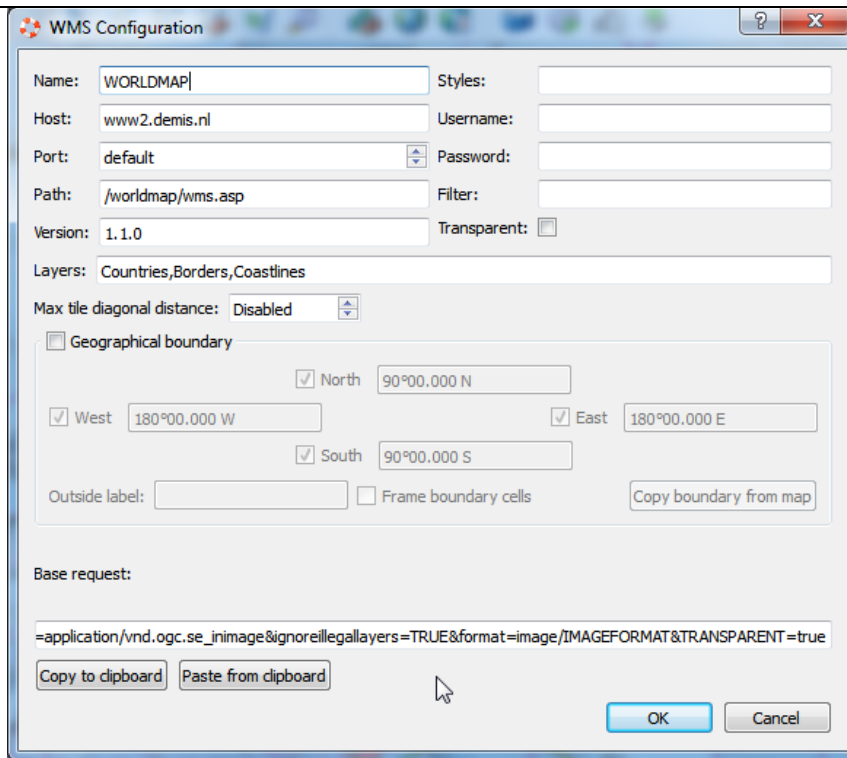 WMS Configuration
Name: WORLDMAP Styles:
Host: www2.demis.nl Username:
Port: default Password:
Path: /worldmap/wms.asp Filter:
Version: 1.1.0 Transparent:
Layers: Countries,Borders,Coastlines
Max tile diagonal distance: Disabled
Geographical boundary
North 90°00.000 N
West 180°00.000 W East 180°00.000 E
South 90°00.000 S
Outside label: Frame boundary cells Copy boundary from map
Base request:
=application/vnd.ogc.se_inimage&ignoreillegallayers=TRUE&format=image/IMAGEFORMAT&TRANSPARENT=true
Copy to clipboard Paste from clipboard
OK Cancel